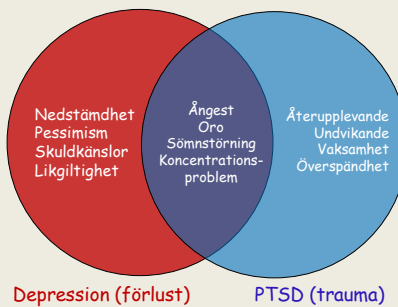 Nedstämdhet
Pessimism
Skuldkänslor
Likgiltighet
Ångest
Oro
Sömnstörning
Koncentrations-
problem
Återupplevande
Undvikande
Vaksamhet
Överspändhet
Depression (förlust)
PTSD (trauma)